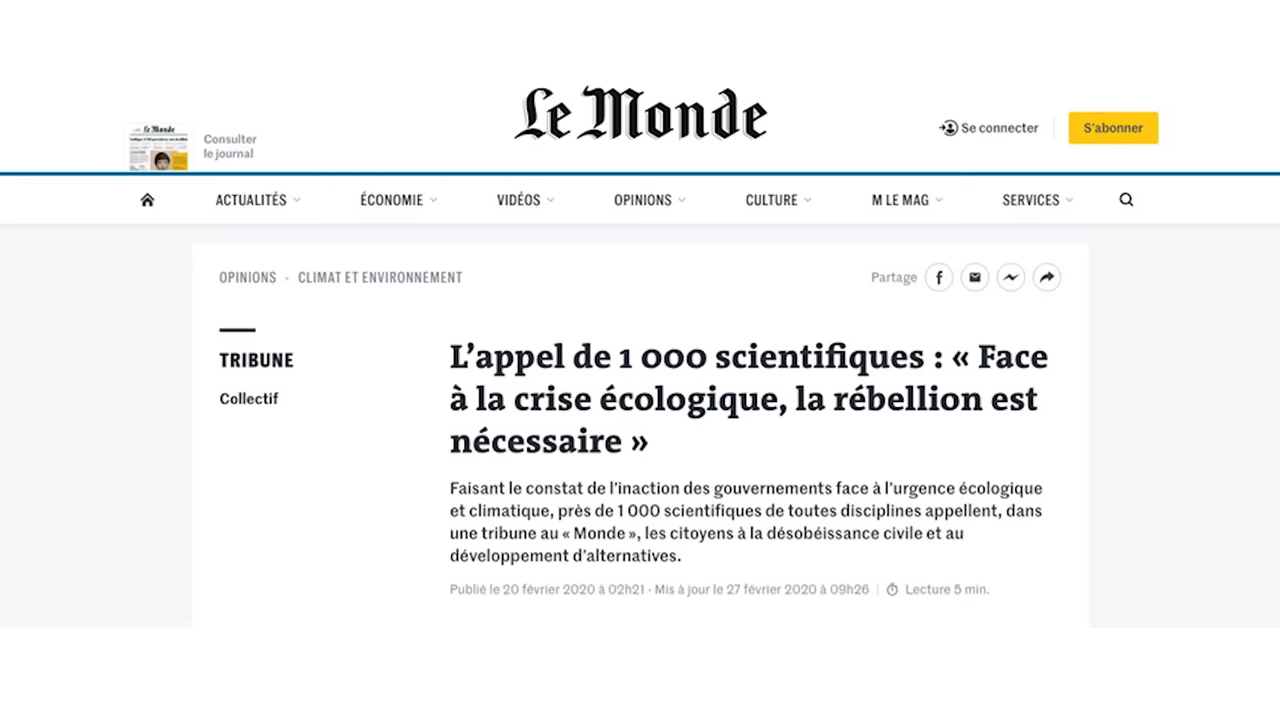 Le Monde
Le Monde
Consulter
le journal
Se connecter
S'abonner
ACTUALITÉS
ÉCONOMIE
VIDÉOS
OPINIONS
CULTURE
M LE MAG
SERVICES
OPINIONS - CLIMAT ET ENVIRONNEMENT
Partage
TRIBUNE
Collectif
L’appel de 1 000 scientifiques : « Face
à la crise écologique, la rébellion est
nécessaire »
Faisant le constat de l’inaction des gouvernements face à l’urgence écologique
et climatique, près de 1 000 scientifiques de toutes disciplines appellent, dans
une tribune au « Monde », les citoyens à la désobéissance civile et au
développement d’alternatives.
Publié le 20 février 2020 à 02h21 - Mis à jour le 27 février 2020 à 09h26 | Lecture 5 min.